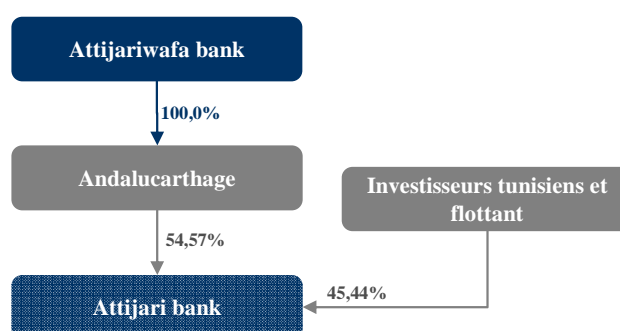 Attijariwafa bank
100,0%
Andalucarthage
Investisseurs tunisiens et
flottant
54,57%
45,44%
Attijari bank